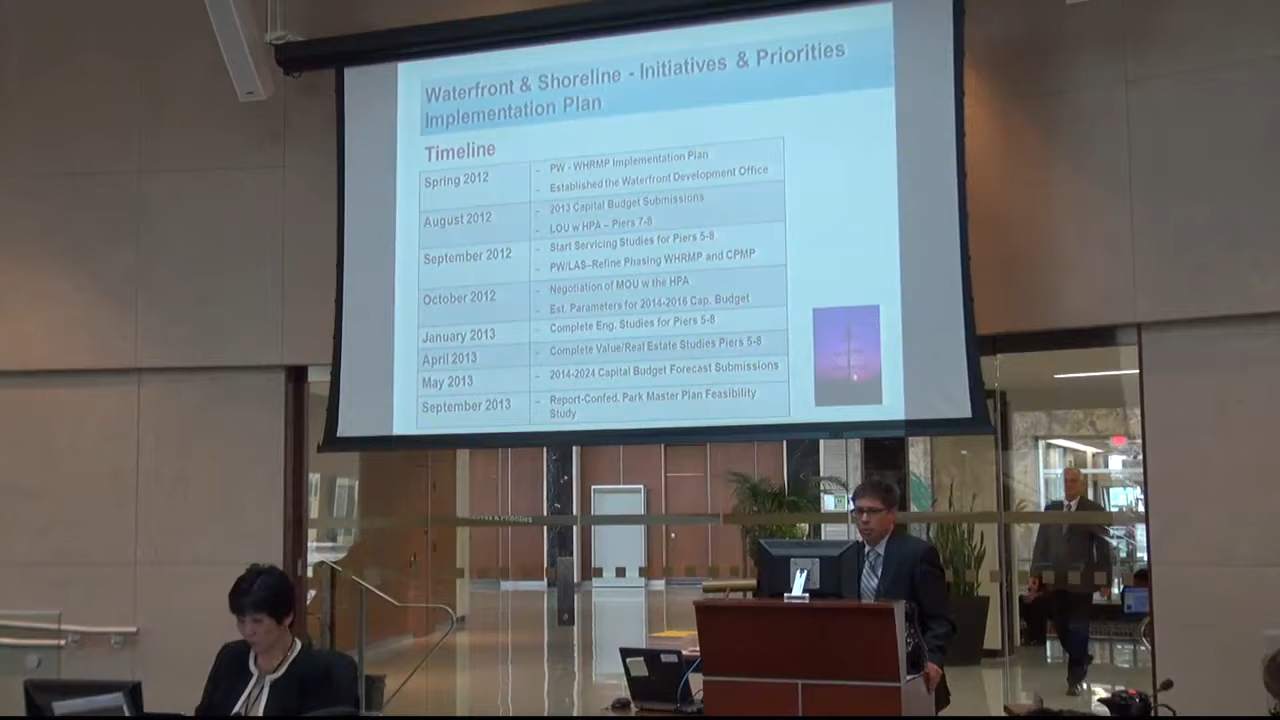 Waterfront & Shoreline - Initiatives & Priorities
Implementation Plan
Timeline
Spring 2012
- PW - WHRMP Implementation Plan
- Established the Waterfront Development Office
August 2012
- 2013 Capital Budget Submissions
- LOU w HPA – Piers 7-8
September 2012
- Start Servicing Studies for Piers 5-8
- PW/LAS–Refine Phasing WHRMP and CPMP
October 2012
- Negotiation of MOU w the HPA
- Est. Parameters for 2014-2016 Cap. Budget
January 2013
- Complete Eng. Studies for Piers 5-8
April 2013
- Complete Value/Real Estate Studies Piers 5-8
May 2013
- 2014-2024 Capital Budget Forecast Submissions
September 2013
- Report-Confed. Park Master Plan Feasibility
Study